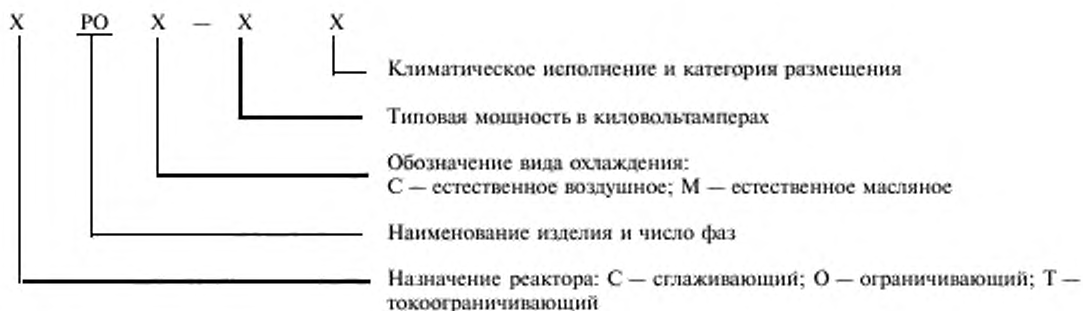 X РО X — X X
Климатическое исполнение и категория размещения
Типовая мощность в киловольтамперах
Обозначение вида охлаждения:
С — естественное воздушное; М — естественное масляное
Наименование изделия и число фаз
Назначение реактора: С — сглаживающий; О — ограничивающий; Т —
токоограничивающий